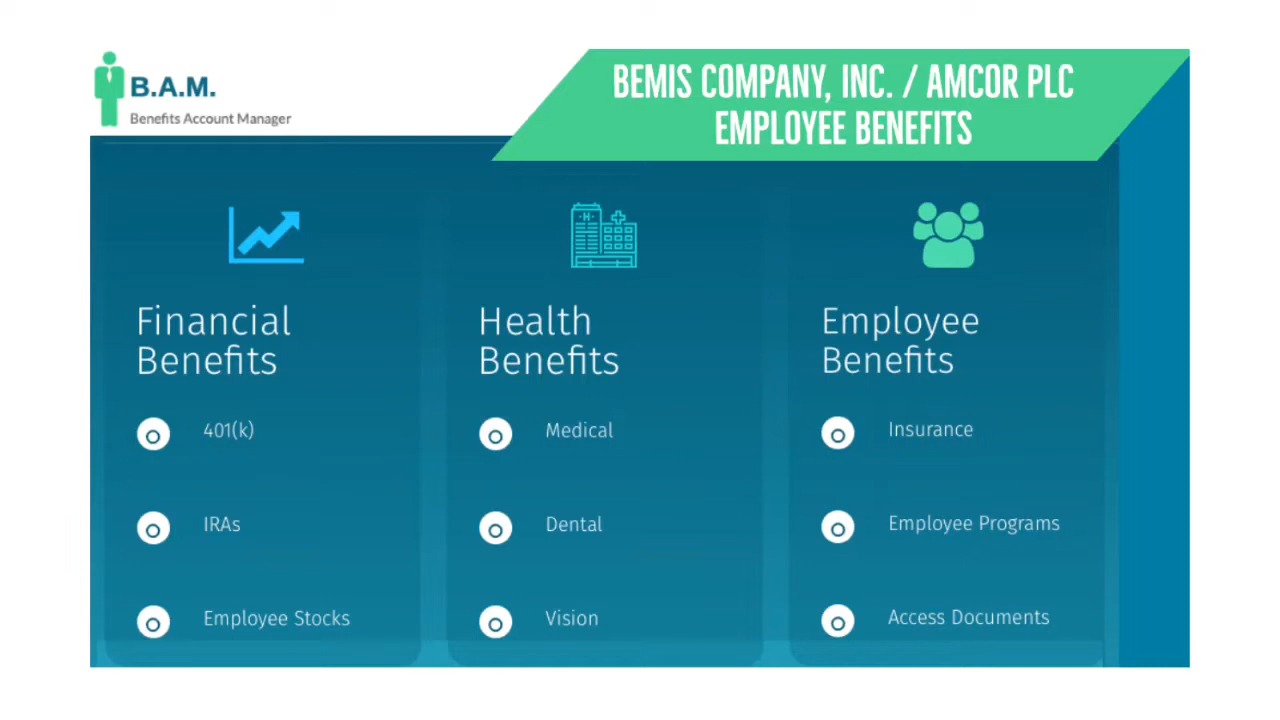 B.A.M.
Benefits Account Manager
BEMIS COMPANY, INC. / AMCOR PLC
EMPLOYEE BENEFITS
H
Financial
Benefits
401(k)
IRAs
Employee Stocks
Health
Benefits
Medical
Dental
Vision
Employee
Benefits
Insurance
Employee Programs
Access Documents